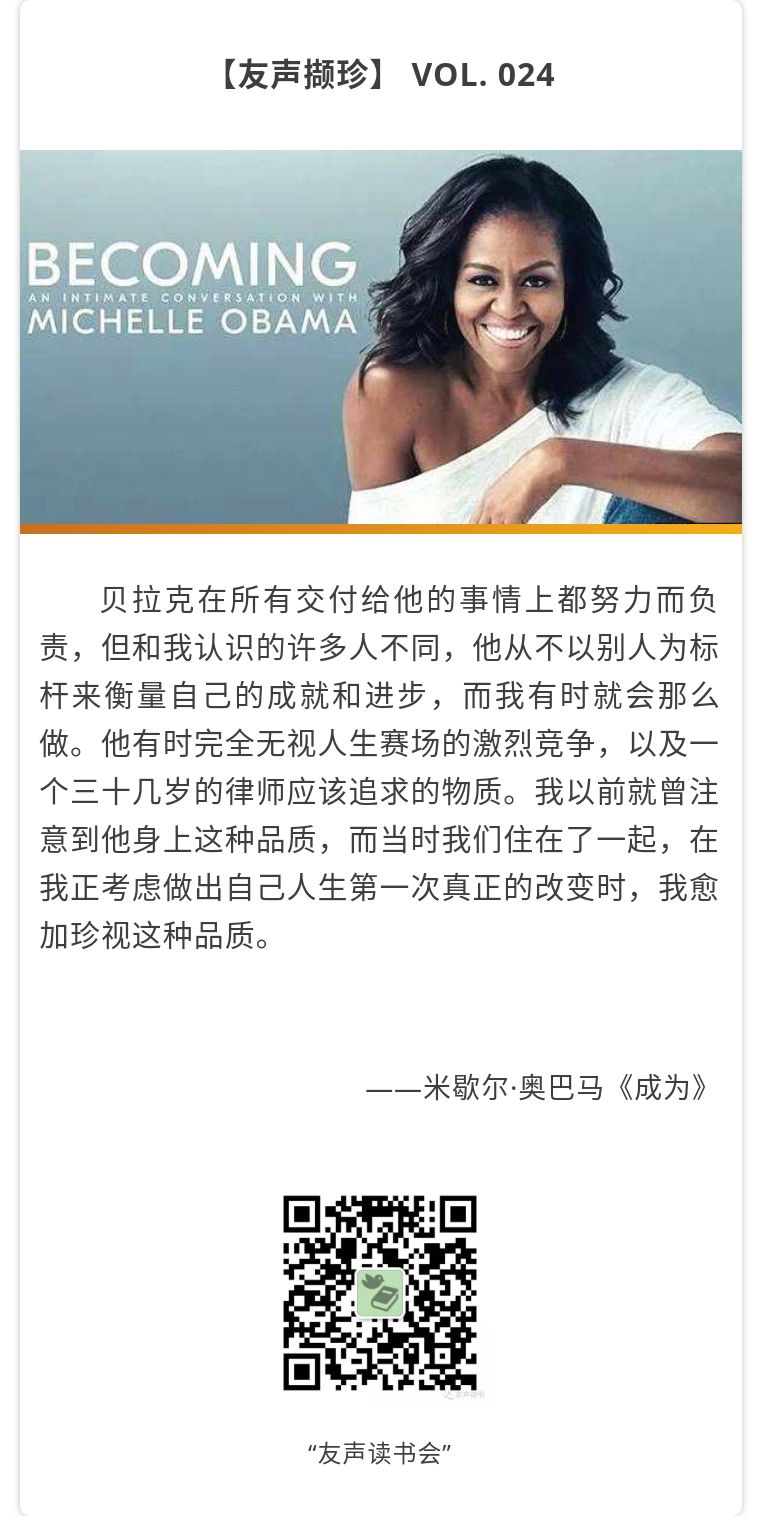 【友声撷珍】 VOL. 024
BECOMING
AN INTIMATE CONVERSATION WITH
MICHELLE OBAMA
贝拉克在所有交付给他的事情上都努力而负
责，但和我认识的许多人不同，他从不以别人为标
杆来衡量自己的成就和进步，而我有时就会那么
做。他有时完全无视人生赛场的激烈竞争，以及一
个三十几岁的律师应该追求的物质。我以前就曾注
意到他身上这种品质，而当时我们住在了一起，在
我正考虑做出自己人生第一次真正的改变时，我愈
加珍视这种品质。
——米歇尔·奥巴马《成为》
“友声读书会”